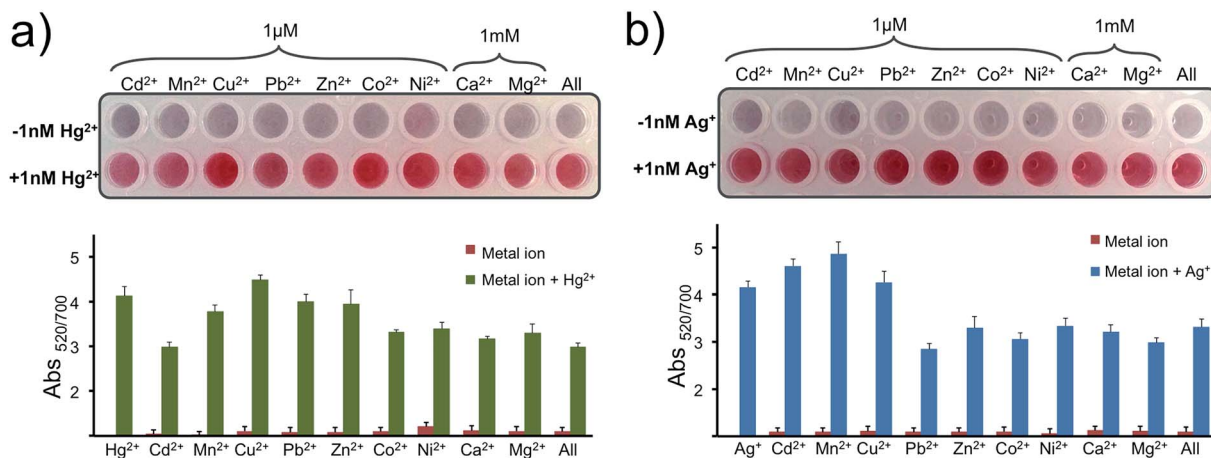 a)
1µM
1mM
Cd²⁺ Mn²⁺ Cu²⁺ Pb²⁺ Zn²⁺ Co²⁺ Ni²⁺ Ca²⁺ Mg²⁺ All
-1nM Hg²⁺
+1nM Hg²⁺
Metal ion
Metal ion + Hg²⁺
Abs 520/700
5
4
3
2
Hg²⁺ Cd²⁺ Mn²⁺ Cu²⁺ Pb²⁺ Zn²⁺ Co²⁺ Ni²⁺ Ca²⁺ Mg²⁺ All
b)
1µM
1mM
Cd²⁺ Mn²⁺ Cu²⁺ Pb²⁺ Zn²⁺ Co²⁺ Ni²⁺ Ca²⁺ Mg²⁺ All
-1nM Ag⁺
+1nM Ag⁺
Metal ion
Metal ion + Ag⁺
Abs 520/700
5
4
3
2
Ag⁺ Cd²⁺ Mn²⁺ Cu²⁺ Pb²⁺ Zn²⁺ Co²⁺ Ni²⁺ Ca²⁺ Mg²⁺ All